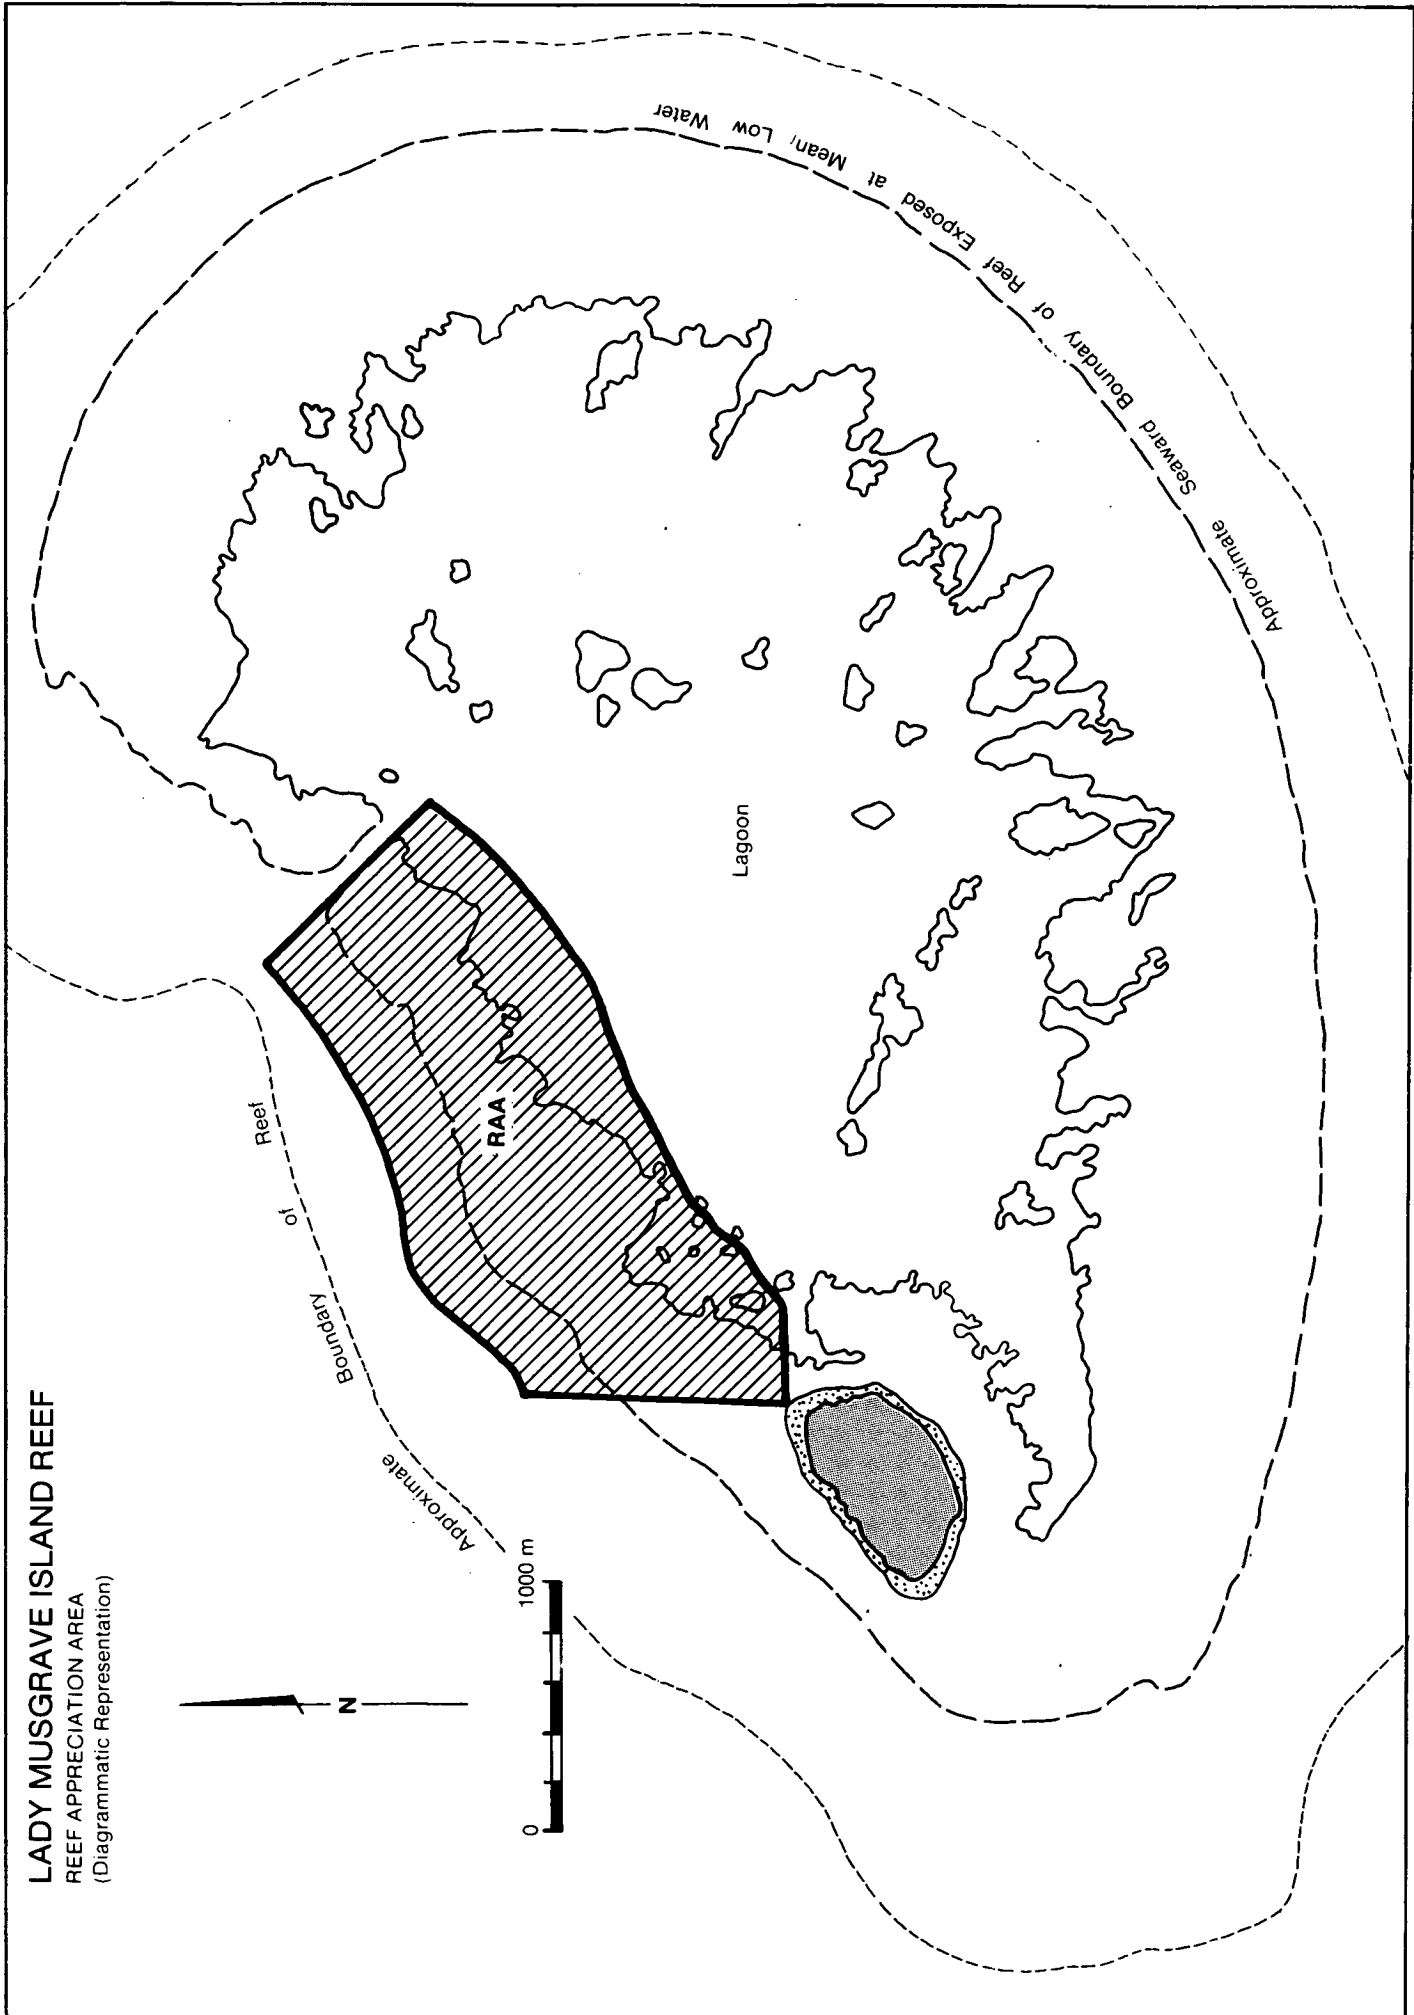 LADY MUSGRAVE ISLAND REEF
REEF APPRECIATION AREA
(Diagrammatic Representation)
N
0 1000 m
Approximate Boundary of Reef
RAA
Lagoon
Approximate Seaward Boundary of Reef Exposed at Mean Low Water